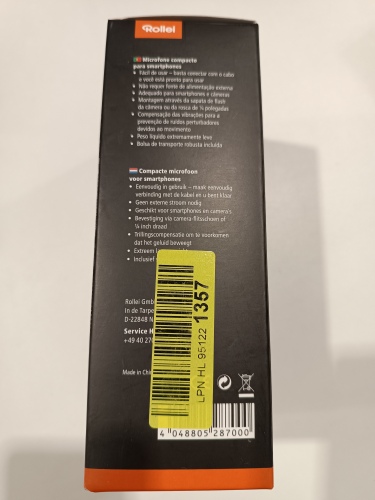 Rollei
Microfone compacto
para smartphones
Fácil de usar – basta conectar com o cabo
e você está pronto para usar
Não requer fonte de alimentação externa
Adequado para smartphones e câmeras
Montagem através da sapata de flash
da câmera ou da rosca de ¼ polegadas
Compensação das vibrações para a
prevenção de ruídos perturbadores
devidos ao movimento
Peso líquido extremamente leve
Bolsa de transporte robusta incluída
Compacte microfoon
voor smartphones
Eenvoudig in gebruik – maak eenvoudig
verbinding met de kabel en u bent klaar
Geen externe stroom nodig
Geschikt voor smartphones en camera's
Bevestiging via camera-flitsschoen of
¼ inch draad
Trillingscompensatie om te voorkomen
dat het geluid beweegt
Extreem
Inclusief
Rollei
In de
D-22848
Service
+49 40
Made in
LPN HL 95122 1357
4 048805 287000